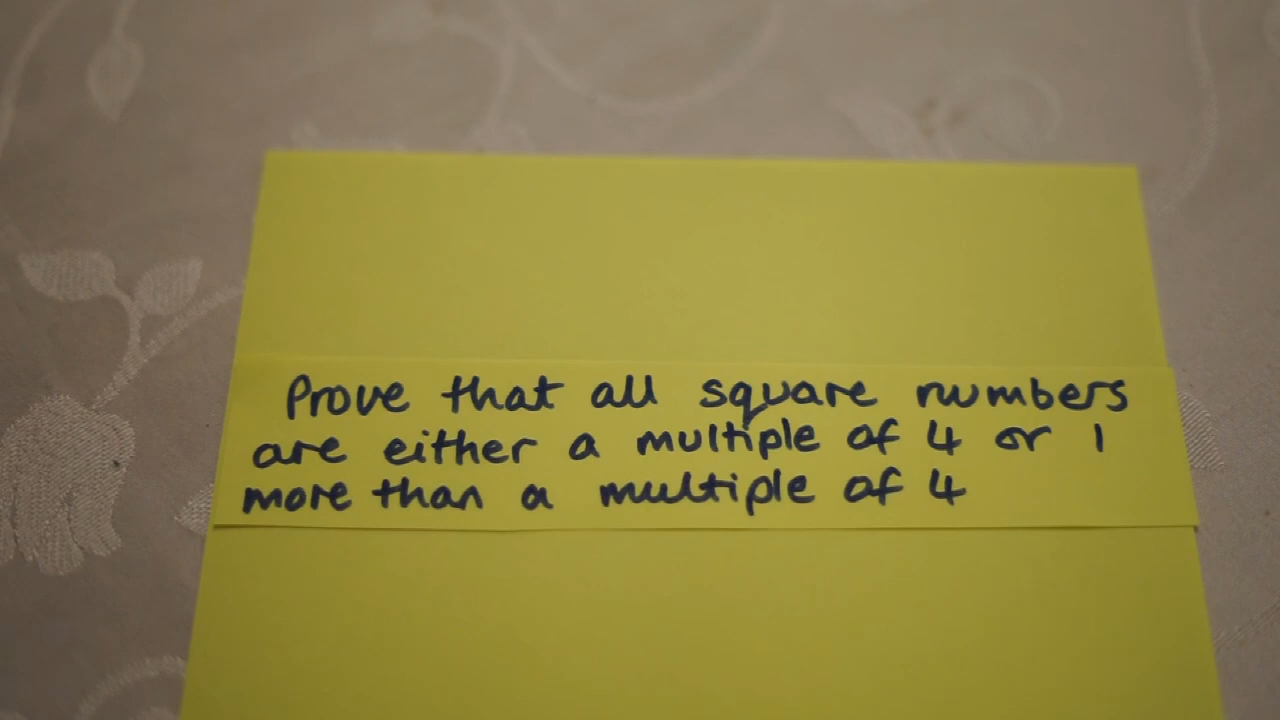 Prove that all square numbers
are either a multiple of 4 or 1
more than a multiple of 4